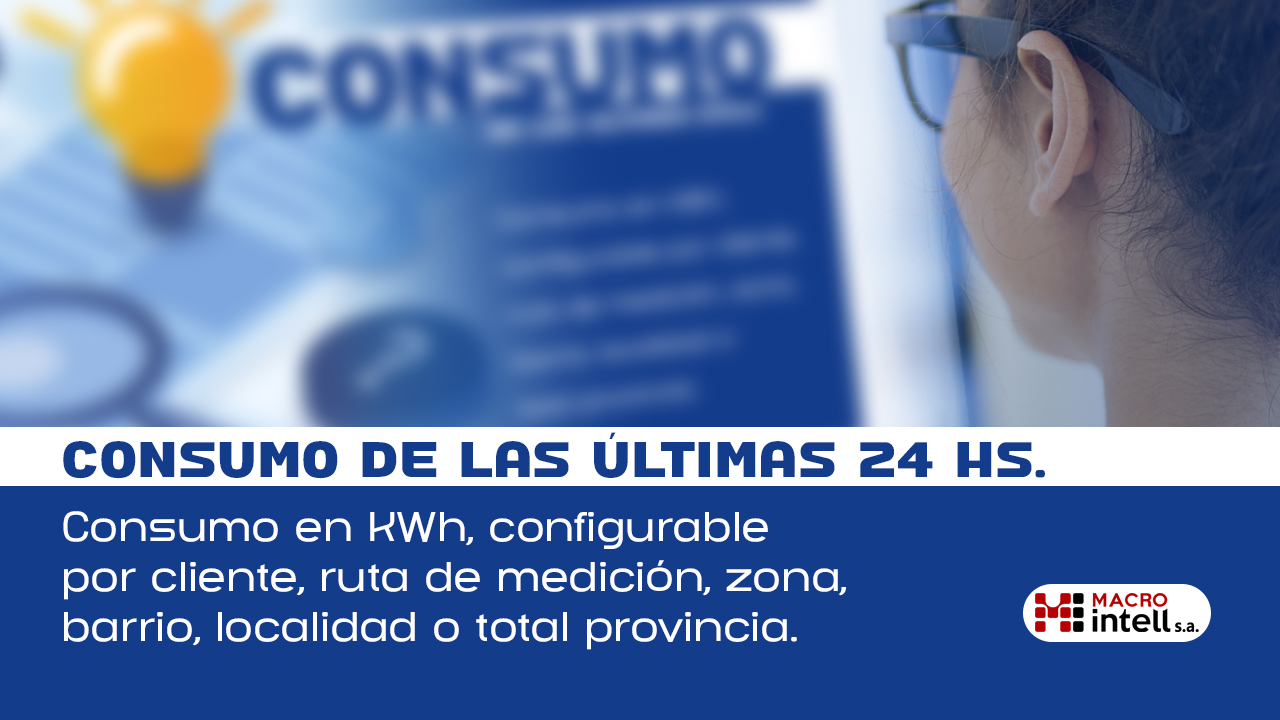 CONSUMO
CONSUMO DE LAS ÚLTIMAS 24 HS.
Consumo en KWh, configurable
por cliente, ruta de medición, zona,
barrio, localidad o total provincia.
MACRO
intell s.a.